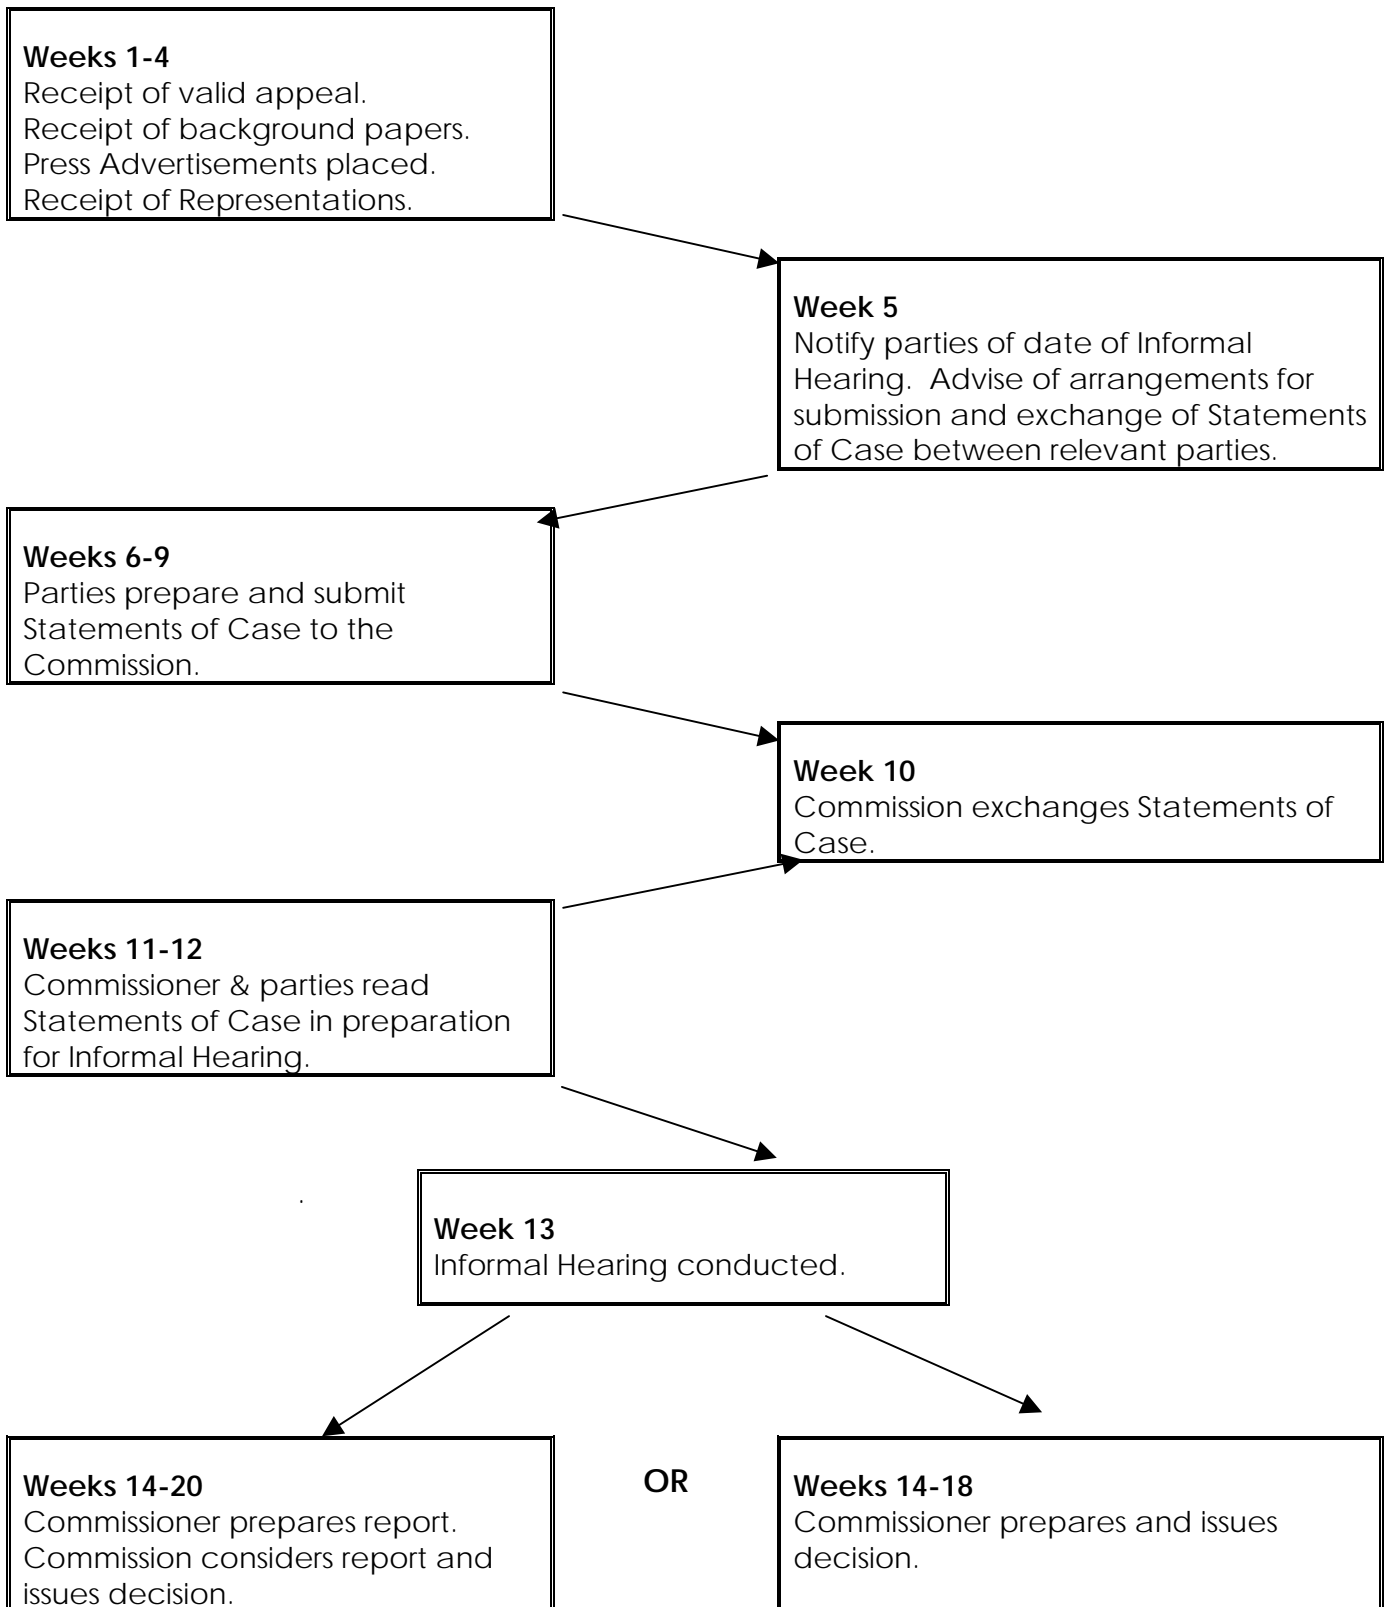 Weeks 1-4
Receipt of valid appeal.
Receipt of background papers.
Press Advertisements placed.
Receipt of Representations.
Week 5
Notify parties of date of Informal
Hearing.  Advise of arrangements for
submission and exchange of Statements
of Case between relevant parties.
Weeks 6-9
Parties prepare and submit
Statements of Case to the
Commission.
Week 10
Commission exchanges Statements of
Case.
Weeks 11-12
Commissioner & parties read
Statements of Case in preparation
for Informal Hearing.
.
Week 13
Informal Hearing conducted.
Weeks 14-20
Commissioner prepares report.
Commission considers report and
issues decision.
OR
Weeks 14-18
Commissioner prepares and issues
decision.